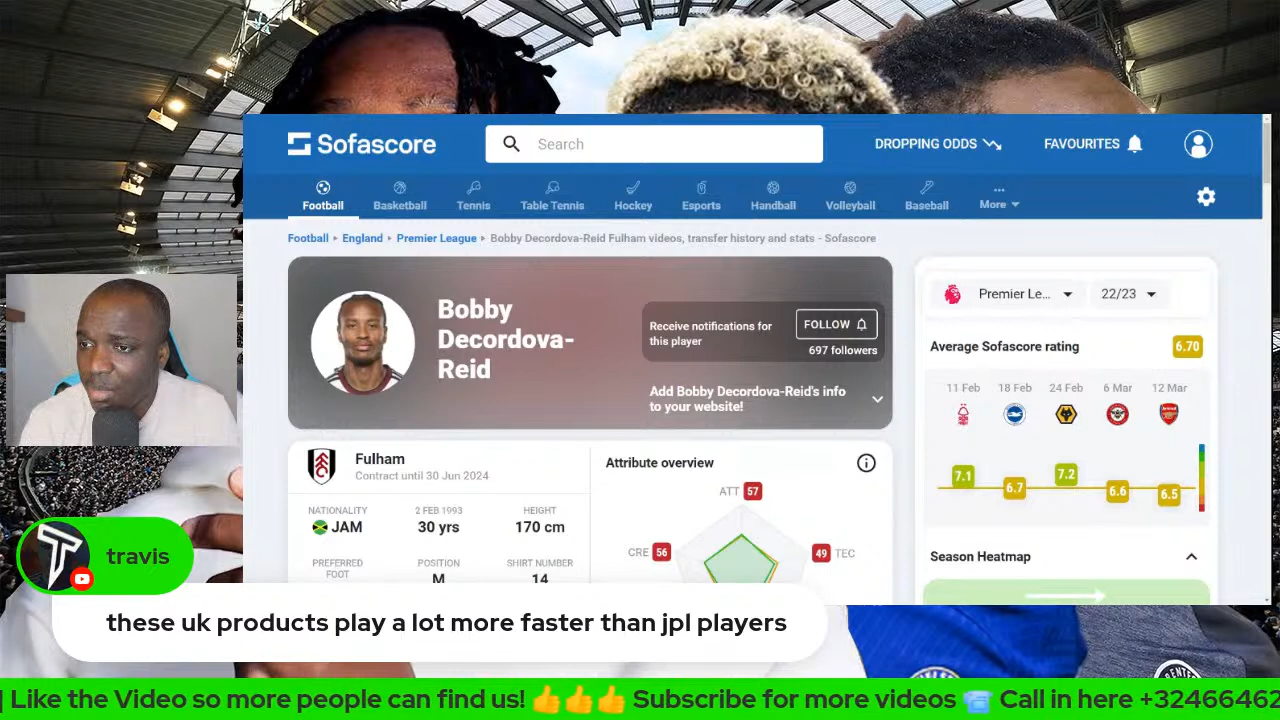 Sofascore
Search
DROPPING ODDS
FAVOURITES
Football
Basketball
Tennis
Table Tennis
Hockey
Esports
Handball
Volleyball
Baseball
More
Football
England
Premier League
Bobby Decordova-Reid Fulham videos, transfer history and stats - Sofascore
Bobby
Decordova-
Reid
Receive notifications for
this player
FOLLOW
697 followers
Add Bobby Decordova-Reid's info
to your website!
Fulham
Contract until 30 Jun 2024
NATIONALITY
JAM
2 FEB 1993
30 yrs
HEIGHT
170 cm
PREFERRED
FOOT
POSITION
M
SHIRT NUMBER
14
Attribute overview
ATT 57
CRE 56
49 TEC
Premier Le...
22/23
Average Sofascore rating
6.70
11 Feb
18 Feb
24 Feb
6 Mar
12 Mar
7.1
6.7
7.2
6.6
6.5
Season Heatmap
travis
these uk products play a lot more faster than jpl players
| Like the Video so more people can find us! 👍👍👍 Subscribe for more videos Call in here +32466462